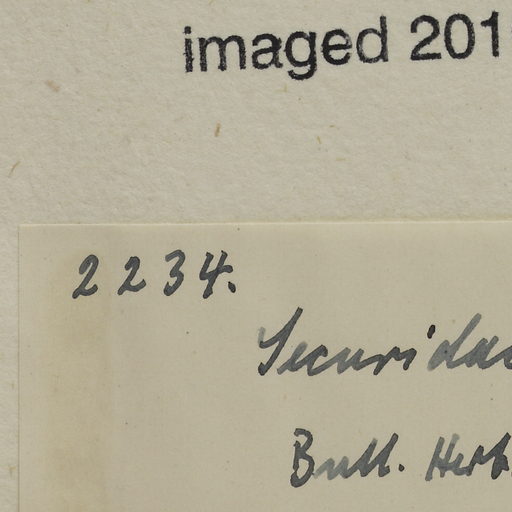 imaged 201
2234.
Securidac
Bull. Herb.